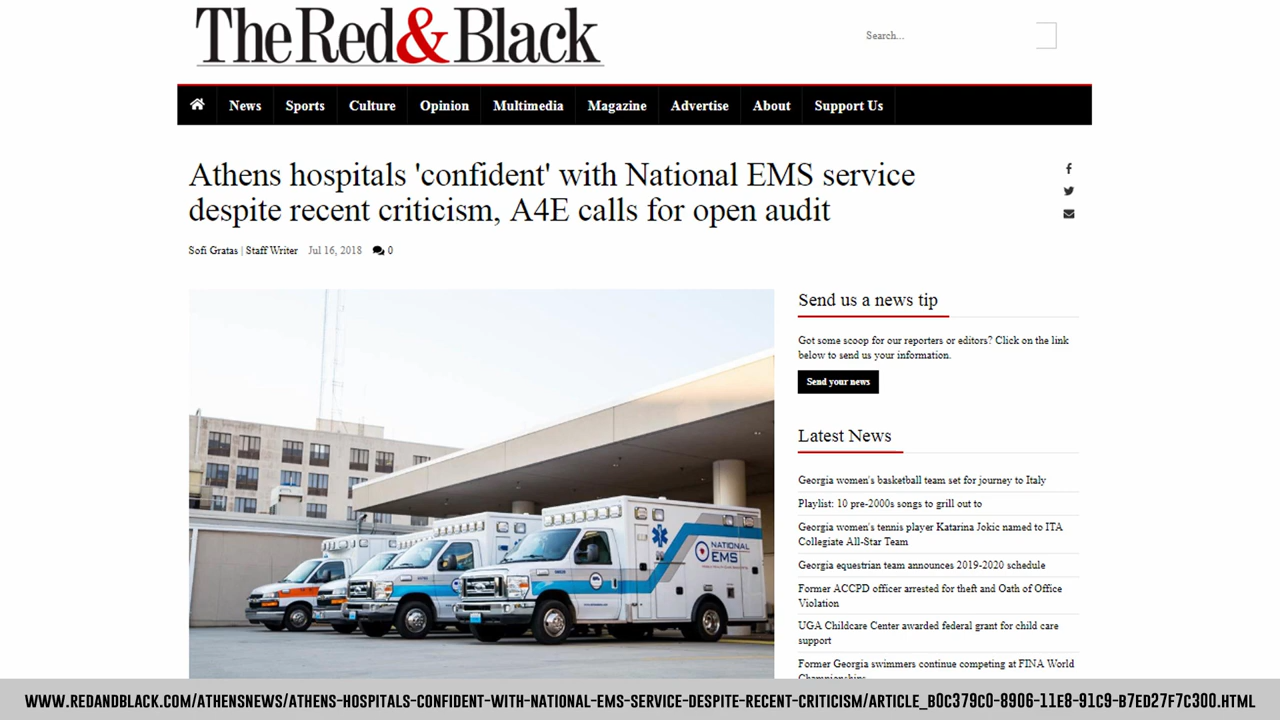 The Red & Black
Search...
News
Sports
Culture
Opinion
Multimedia
Magazine
Advertise
About
Support Us
Athens hospitals 'confident' with National EMS service
despite recent criticism, A4E calls for open audit
Sofi Gratas | Staff Writer Jul 16, 2018 0
NATIONAL
EMS
Send us a news tip
Got some scoop for our reporters or editors? Click on the link
below to send us your information.
Send your news
Latest News
Georgia women's basketball team set for journey to Italy
Playlist: 10 pre-2000s songs to grill out to
Georgia women's tennis player Katarina Jokic named to ITA
Collegiate All-Star Team
Georgia equestrian team announces 2019-2020 schedule
Former ACCPD officer arrested for theft and Oath of Office
Violation
UGA Childcare Center awarded federal grant for child care
support
Former Georgia swimmers continue competing at FINA World
Championships
WWW.REDANDBLACK.COM/ATHENSNEWS/ATHENS-HOSPITALS-CONFIDENT-WITH-NATIONAL-EMS-SERVICE-DESPITE-RECENT-CRITICISM/ARTICLE_B0C379C0-8906-11E8-91C9-B7ED27F7C300.HTML